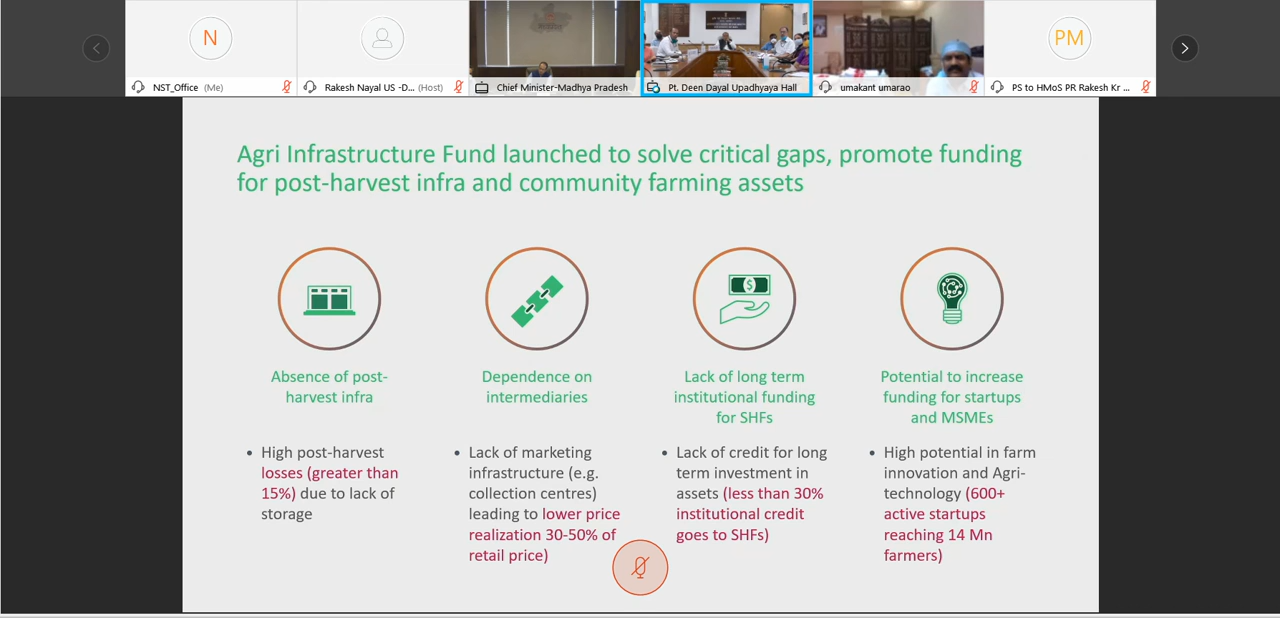 N
PM
NST_Office (Me)
Rakesh Nayal US -D... (Host)
Chief Minister-Madhya Pradesh
Pt. Deen Dayal Upadhyaya Hall
umakant umarao
PS to HMoS PR Rakesh Kr ...
Agri Infrastructure Fund launched to solve critical gaps, promote funding
for post-harvest infra and community farming assets
$
Absence of post-
harvest infra
• High post-harvest
losses (greater than
15%) due to lack of
storage
Dependence on
intermediaries
• Lack of marketing
infrastructure (e.g.
collection centres)
leading to lower price
realization 30-50% of
retail price)
Lack of long term
institutional funding
for SHFs
• Lack of credit for long
term investment in
assets (less than 30%
institutional credit
goes to SHFs)
Potential to increase
funding for startups
and MSMEs
• High potential in farm
innovation and Agri-
technology (600+
active startups
reaching 14 Mn
farmers)